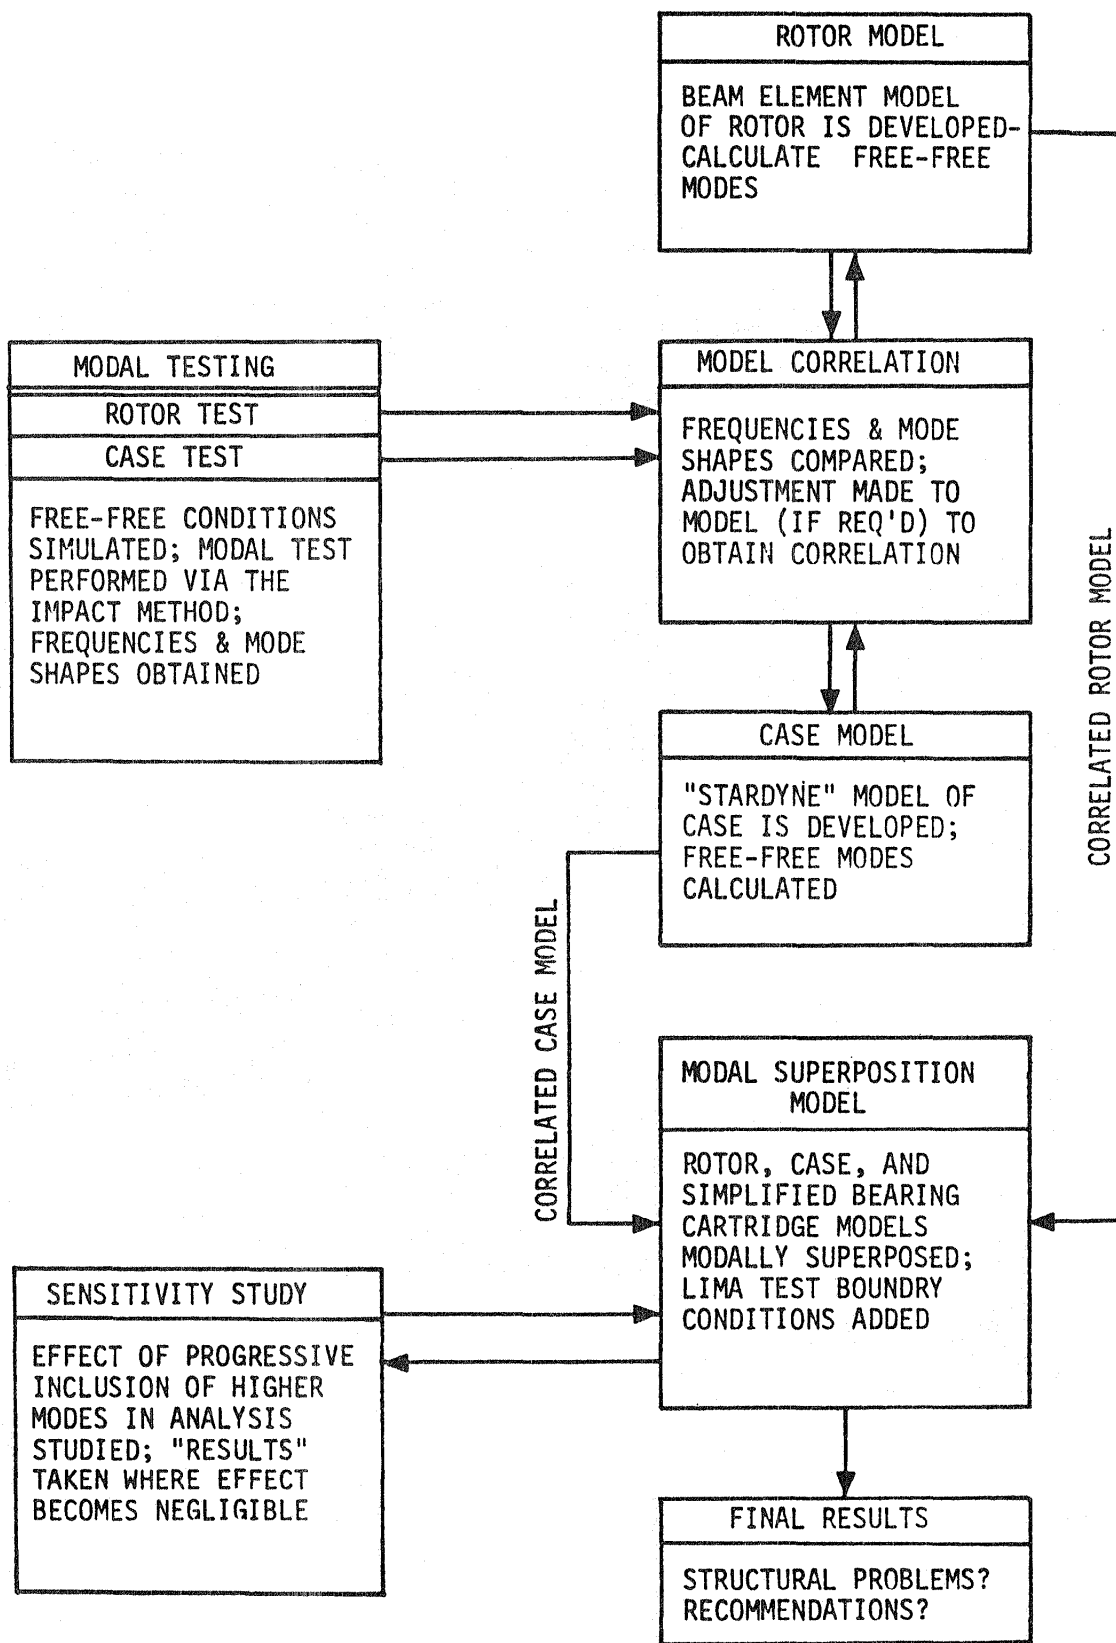 ROTOR MODEL
BEAM ELEMENT MODEL
OF ROTOR IS DEVELOPED-
CALCULATE FREE-FREE
MODES
MODAL TESTING
ROTOR TEST
CASE TEST
FREE-FREE CONDITIONS
SIMULATED; MODAL TEST
PERFORMED VIA THE
IMPACT METHOD;
FREQUENCIES & MODE
SHAPES OBTAINED
MODEL CORRELATION
FREQUENCIES & MODE
SHAPES COMPARED;
ADJUSTMENT MADE TO
MODEL (IF REQ'D) TO
OBTAIN CORRELATION
CORRELATED ROTOR MODEL
CASE MODEL
"STARDYNE" MODEL OF
CASE IS DEVELOPED;
FREE-FREE MODES
CALCULATED
CORRELATED CASE MODEL
MODAL SUPERPOSITION
MODEL
ROTOR, CASE, AND
SIMPLIFIED BEARING
CARTRIDGE MODELS
MODALLY SUPERPOSED;
LIMA TEST BOUNDRY
CONDITIONS ADDED
SENSITIVITY STUDY
EFFECT OF PROGRESSIVE
INCLUSION OF HIGHER
MODES IN ANALYSIS
STUDIED; "RESULTS"
TAKEN WHERE EFFECT
BECOMES NEGLIGIBLE
FINAL RESULTS
STRUCTURAL PROBLEMS?
RECOMMENDATIONS?